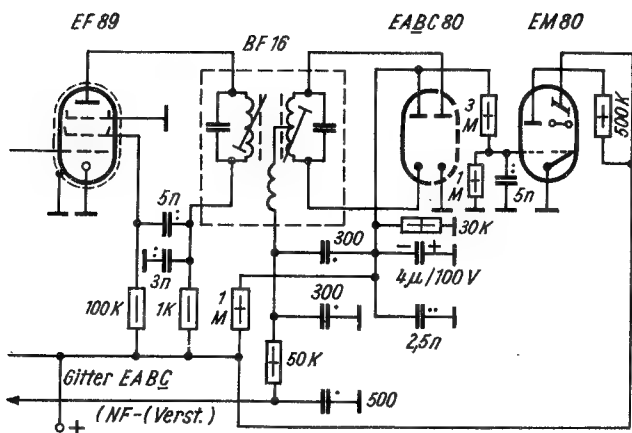 EF 89
BF 16
EABC 80
EM 80
3
M
500K
1
M
5n
5n
3n
300
30K
- +
4µ/100V
100K
1K
1
M
300
2,5n
50K
Gitter EABC
(NF-(Verst.)
500
+